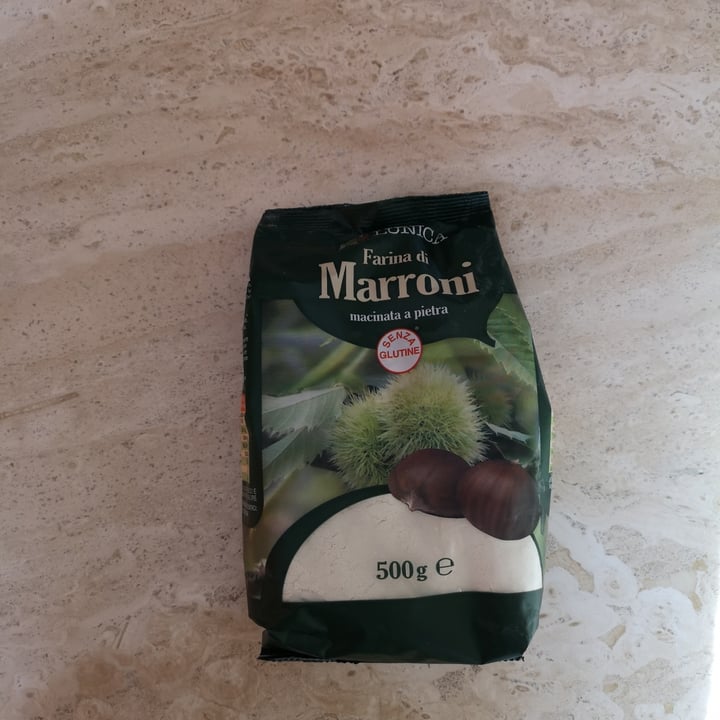 Farina di
Marroni
macinata a pietra
SENZA
GLUTINE
500g e